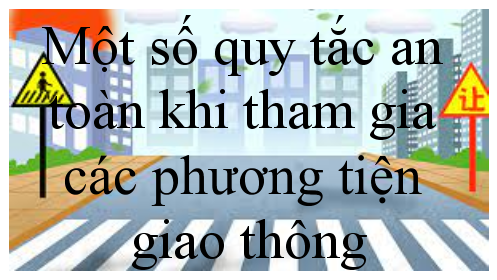 Một số quy tắc an
toàn khi tham gia
các phương tiện
giao thông
让